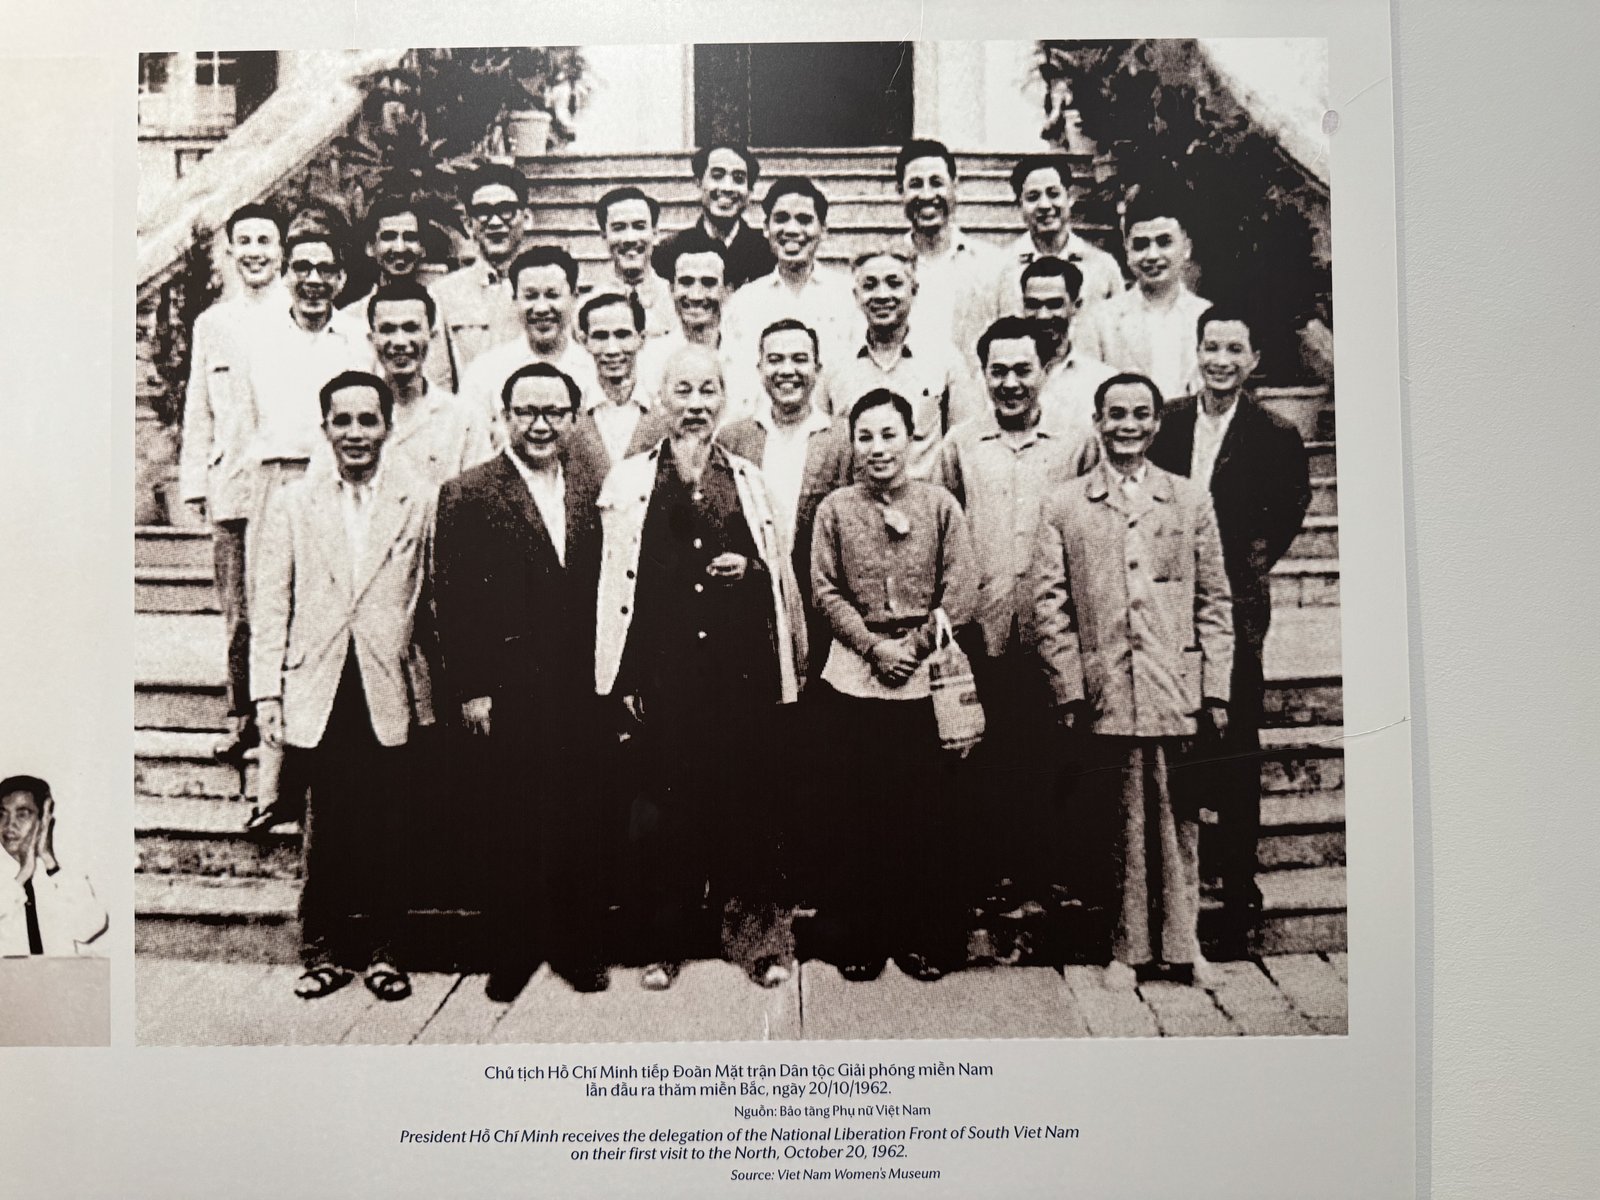 Chủ tịch Hồ Chí Minh tiếp Đoàn Mặt trận Dân tộc Giải phóng miền Nam
lần đầu ra thăm miền Bắc, ngày 20/10/1962.
Nguồn: Bảo tàng Phụ nữ Việt Nam
President Hồ Chí Minh receives the delegation of the National Liberation Front of South Viet Nam
on their first visit to the North, October 20, 1962.
Source: Viet Nam Women's Museum